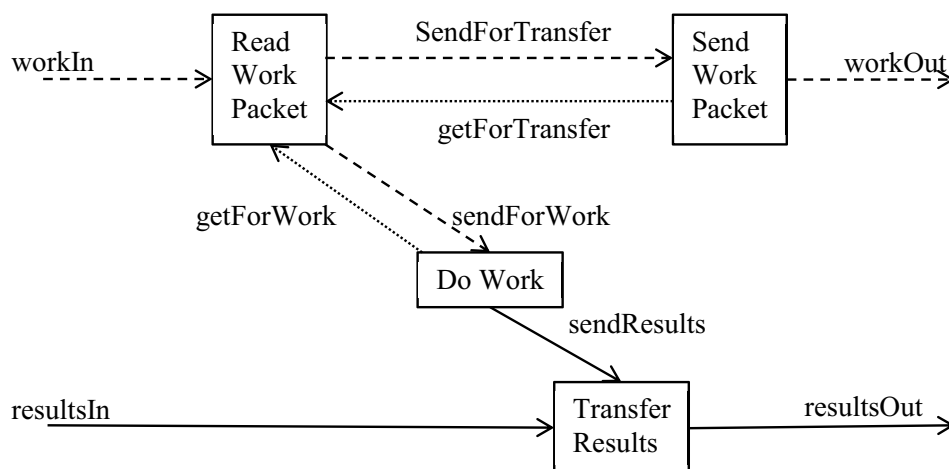 workIn
Read
Work
Packet
SendForTransfer
getForTransfer
Send
Work
Packet
workOut
getForWork
sendForWork
Do Work
sendResults
resultsIn
Transfer
Results
resultsOut